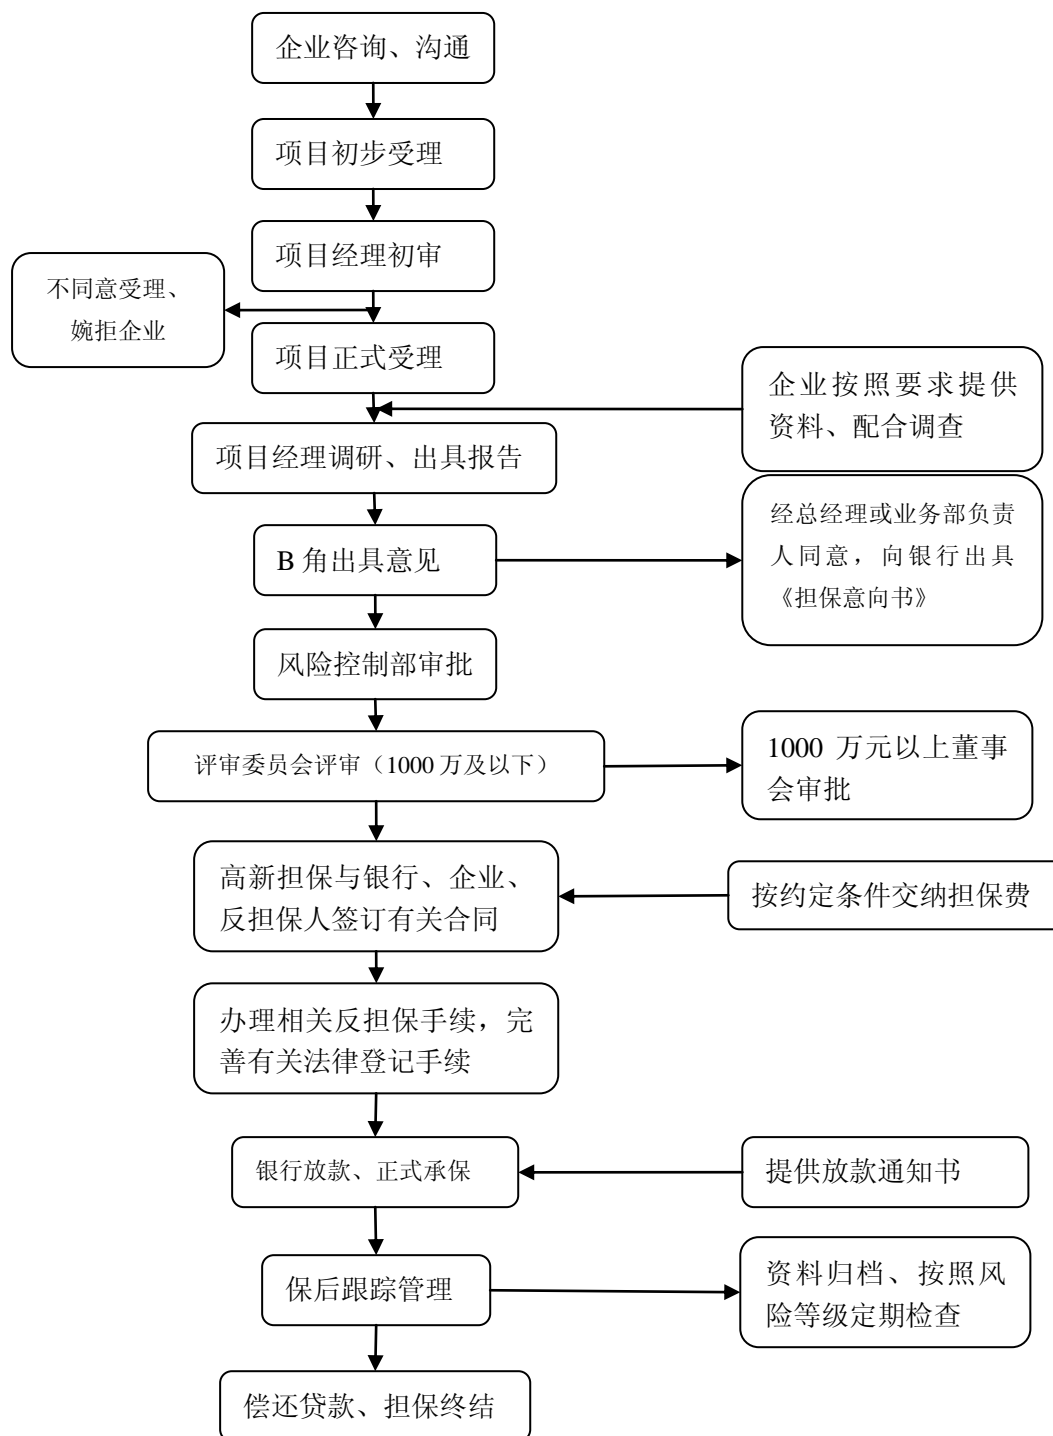 企业咨询、沟通
项目初步受理
项目经理初审
不同意受理、
婉拒企业
项目正式受理
企业按照要求提供
资料、配合调查
项目经理调研、出具报告
经总经理或业务部负责
人同意，向银行出具
《担保意向书》
B 角出具意见
风险控制部审批
评审委员会评审（1000 万及以下）
1000 万元以上董事
会审批
高新担保与银行、企业、
反担保人签订有关合同
按约定条件交纳担保费
办理相关反担保手续，完
善有关法律登记手续
银行放款、正式承保
提供放款通知书
保后跟踪管理
资料归档、按照风
险等级定期检查
偿还贷款、担保终结